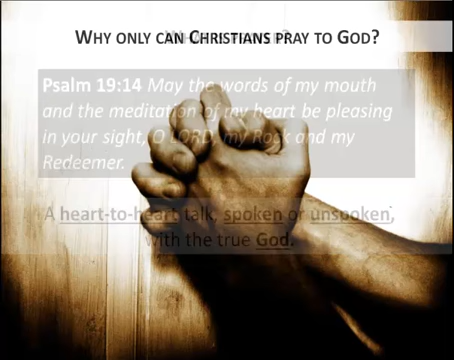 WHY ONLY CAN CHRISTIANS PRAY TO GOD?
Psalm 19:14 May the words of my mouth
and the meditation of my heart be pleasing
in your sight, O LORD, my Rock and my
Redeemer.
A heart-to-heart talk, spoken or unspoken,
with the true God.